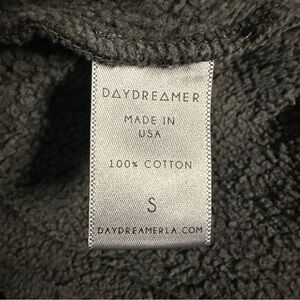 DAYDREAMER
MADE IN
USA
100% COTTON
S
DAYDREAMERLA.COM